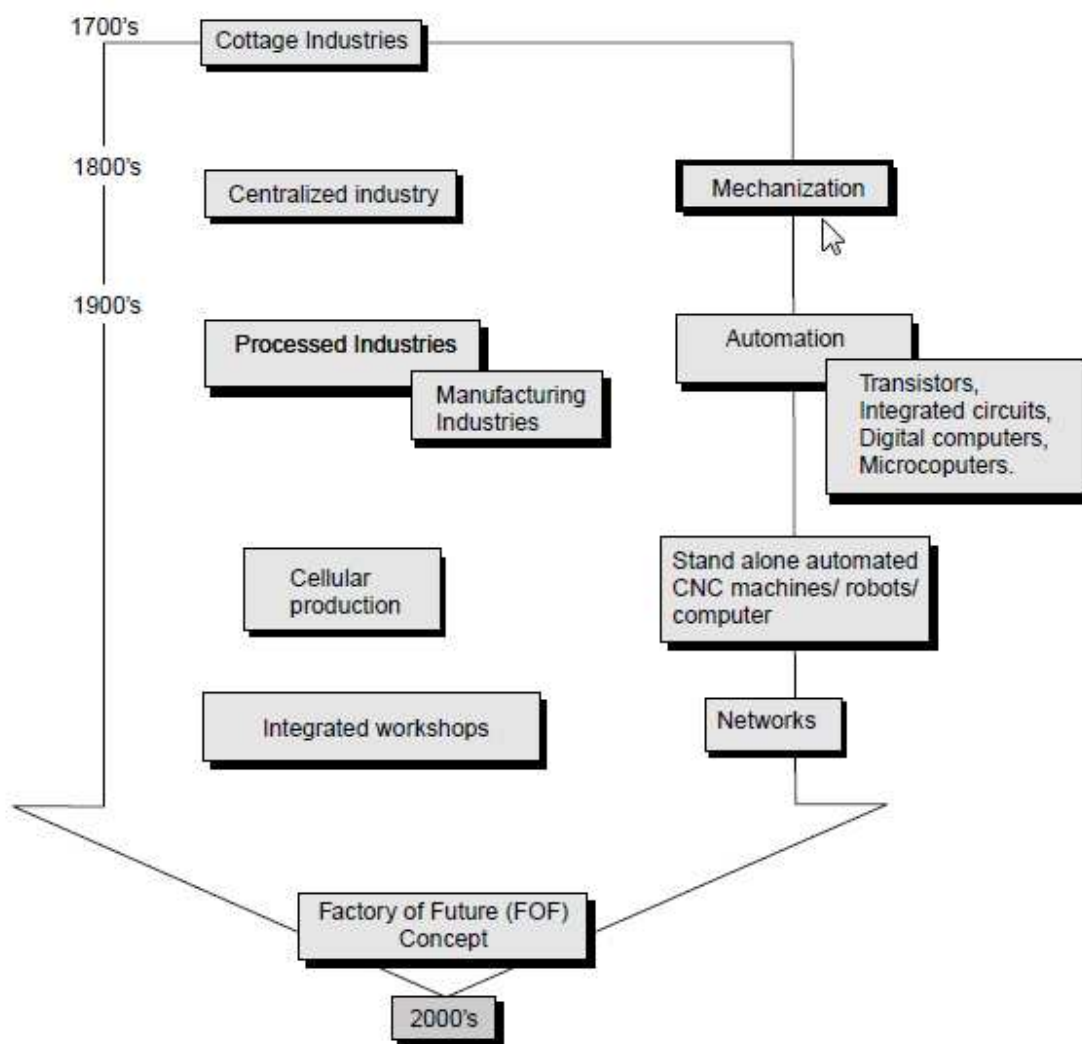 1700's
Cottage Industries
1800's
Centralized industry
Mechanization
1900's
Processed Industries
Automation
Manufacturing
Industries
Transistors,
Integrated circuits,
Digital computers,
Microcoputers.
Cellular
production
Stand alone automated
CNC machines/ robots/
computer
Integrated workshops
Networks
Factory of Future (FOF)
Concept
2000's